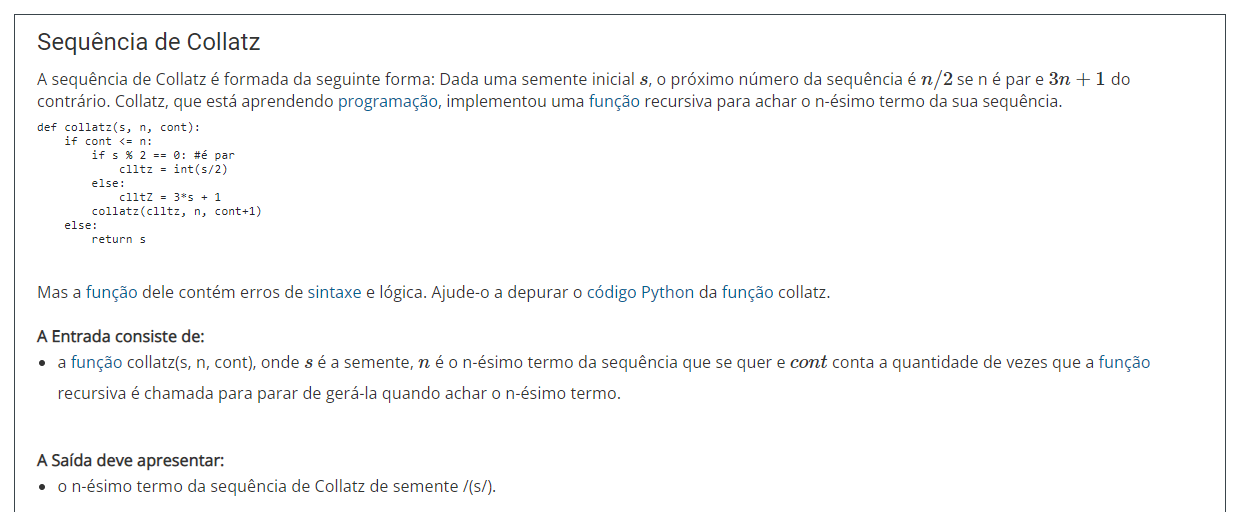 Sequência de Collatz
A sequência de Collatz é formada da seguinte forma: Dada uma semente inicial s, o próximo número da sequência é n/2 se n é par e 3n + 1 do
contrário. Collatz, que está aprendendo programação, implementou uma função recursiva para achar o n-ésimo termo da sua sequência.
def collatz(s, n, cont):
    if cont <= n:
        if s % 2 == 0: #é par
            clltz = int(s/2)
        else:
            clltZ = 3*s + 1
        collatz(clltz, n, cont+1)
    else:
        return s
Mas a função dele contém erros de sintaxe e lógica. Ajude-o a depurar o código Python da função collatz.
A Entrada consiste de:
• a função collatz(s, n, cont), onde s é a semente, n é o n-ésimo termo da sequência que se quer e cont conta a quantidade de vezes que a função
recursiva é chamada para parar de gerá-la quando achar o n-ésimo termo.
A Saída deve apresentar:
• o n-ésimo termo da sequência de Collatz de semente /(s/).